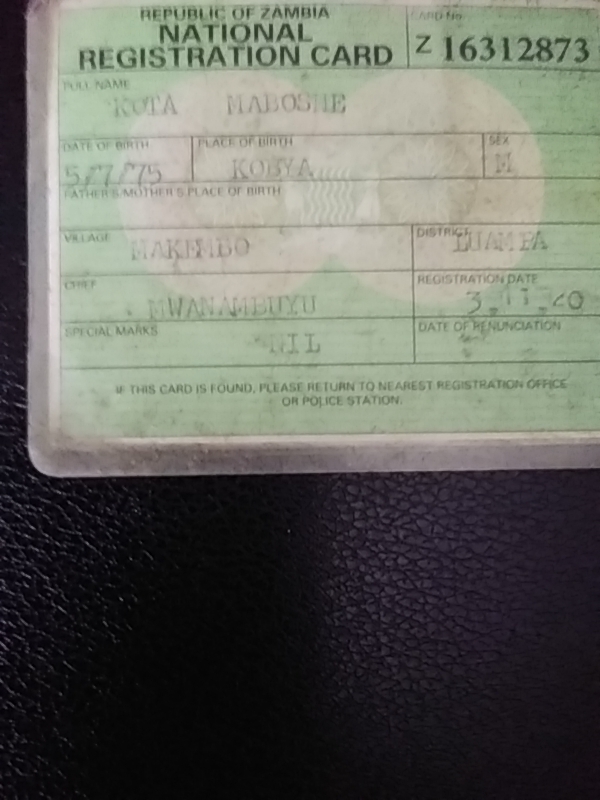 REPUBLIC OF ZAMBIA
NATIONAL
REGISTRATION CARD
CARD No.
Z 16312873
FULL NAME
KOTA MABOSHE
DATE OF BIRTH
PLACE OF BIRTH
SEX
5/7/75
KOBYA
M
FATHER'S/MOTHER'S PLACE OF BIRTH
VILLAGE
MAKEMBO
DISTRICT
LUAMPA
CHIEF
MWANAMBUYU
REGISTRATION DATE
SPECIAL MARKS
NIL
DATE OF RENUNCIATION
IF THIS CARD IS FOUND, PLEASE RETURN TO NEAREST REGISTRATION OFFICE
OR POLICE STATION.